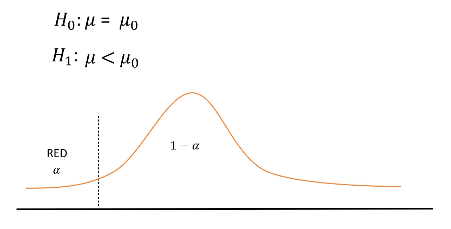 H₀: μ = μ₀
H₁: μ < μ₀
RED
α
1 − α